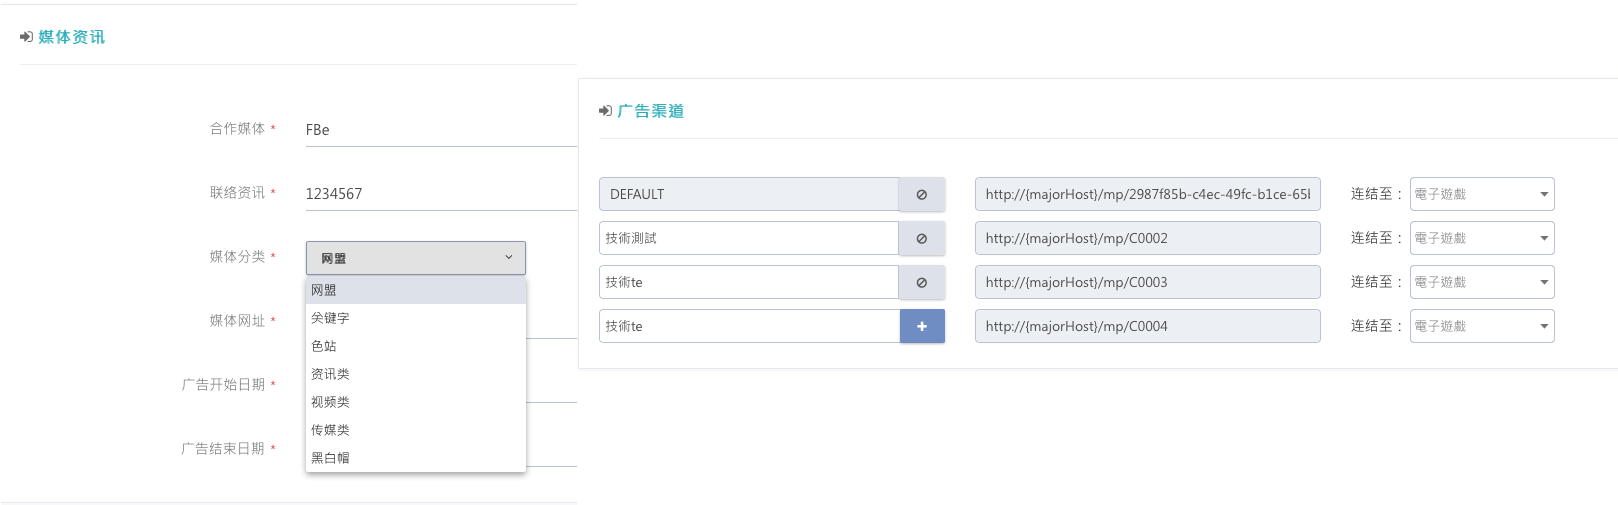 媒体资讯
合作媒体 * FBe
联络资讯 * 1234567
媒体分类 * 网盟
网盟
关键字
色站
资讯类
视频类
传媒类
黑白帽
媒体网址 *
广告开始日期 *
广告结束日期 *
广告渠道
DEFAULT http://{majorHost}/mp/2987f85b-c4ec-49fc-b1ce-65b 连结至: 電子遊戲
技術測試 http://{majorHost}/mp/C0002 连结至: 電子遊戲
技術te http://{majorHost}/mp/C0003 连结至: 電子遊戲
技術te http://{majorHost}/mp/C0004 连结至: 電子遊戲